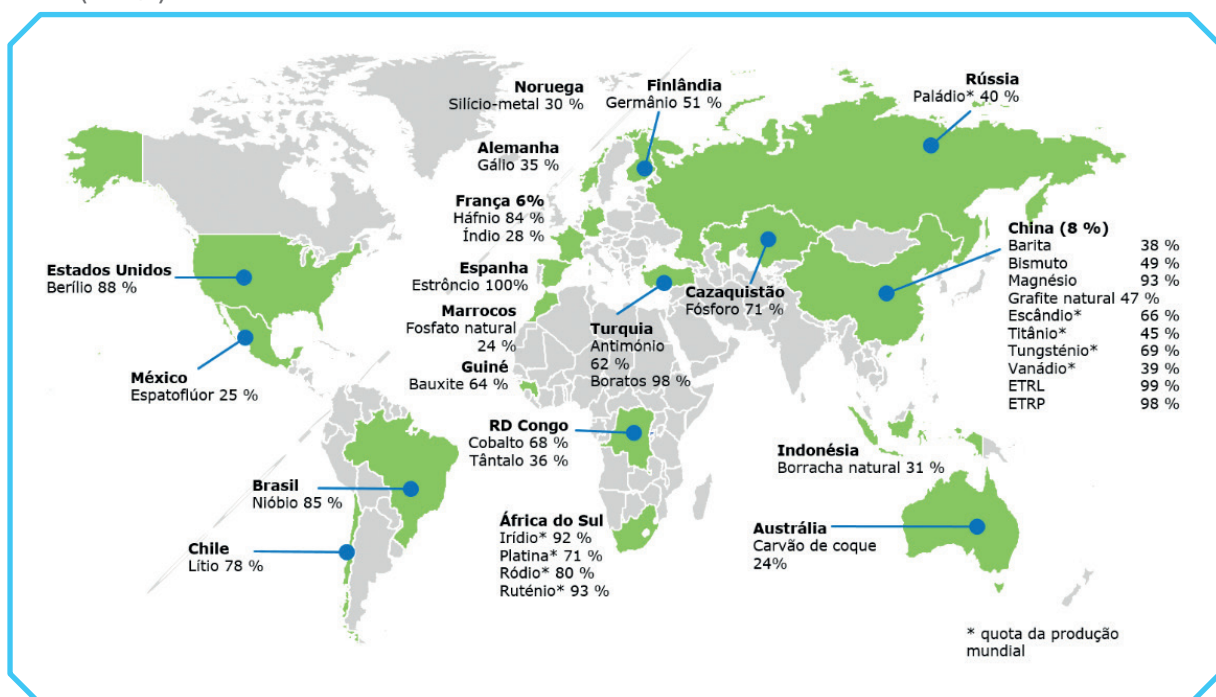 Noruega
Silício-metal 30 %
Finlândia
Germânio 51 %
Rússia
Paládio* 40 %
Alemanha
Gállo 35 %
França 6%
Háfnio 84 %
Índio 28 %
Espanha
Estrôncio 100%
Marrocos
Fosfato natural
24 %
Guiné
Bauxite 64 %
Turquia
Antimónio
62 %
Boratos 98 %
Cazaquistão
Fósforo 71 %
China (8 %)
Barita 38 %
Bismuto 49 %
Magnésio 93 %
Grafite natural 47 %
Escândio* 66 %
Titânio* 45 %
Tungsténio* 69 %
Vanádio* 39 %
ETRL 99 %
ETRP 98 %
Estados Unidos
Berílio 88 %
México
Espatoflúor 25 %
RD Congo
Cobalto 68 %
Tântalo 36 %
Indonésia
Borracha natural 31 %
Brasil
Nióbio 85 %
Chile
Lítio 78 %
África do Sul
Irídio* 92 %
Platina* 71 %
Ródio* 80 %
Ruténio* 93 %
Austrália
Carvão de coque
24%
* quota da produção
mundial